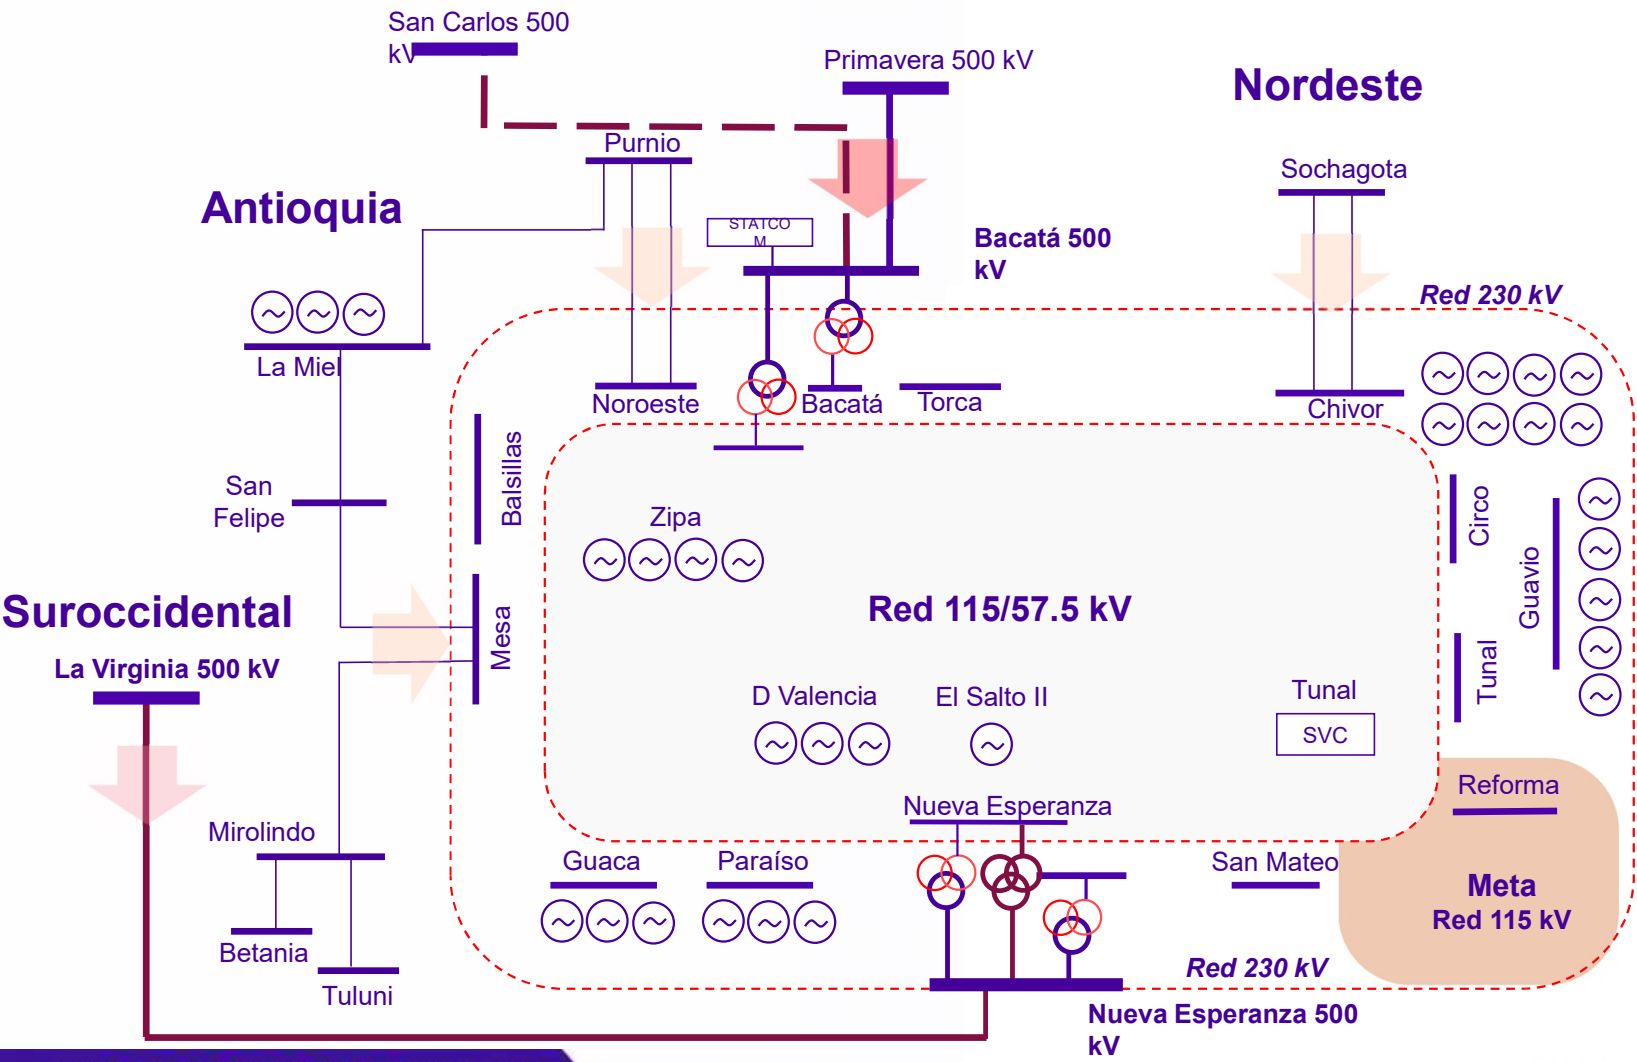 San Carlos 500
kV
Primavera 500 kV
Nordeste
Purnio
Sochagota
Antioquia
STATCO
M
Bacatá 500
kV
Red 230 kV
La Miel
Noroeste
Bacatá
Torca
Chivor
Balsillas
San
Felipe
Zipa
Circo
Guavio
Suroccidental
Red 115/57.5 kV
Mesa
La Virginia 500 kV
D Valencia
El Salto II
Tunal
Tunal
SVC
Reforma
Nueva Esperanza
Mirolindo
Guaca
Paraíso
San Mateo
Meta
Red 115 kV
Betania
Red 230 kV
Tuluni
Nueva Esperanza 500
kV